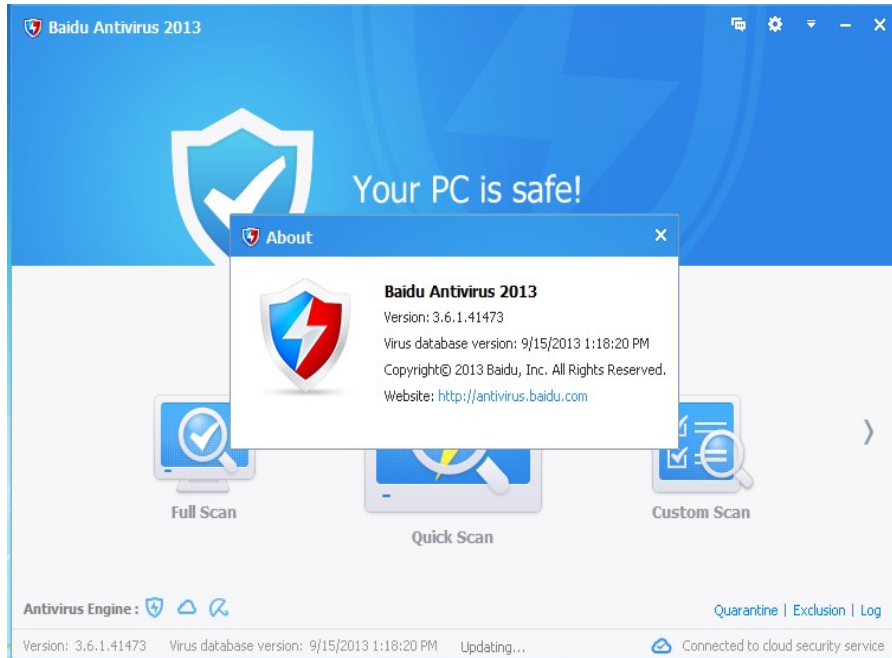 Baidu Antivirus 2013
Your PC is safe!
About
Baidu Antivirus 2013
Version: 3.6.1.41473
Virus database version: 9/15/2013 1:18:20 PM
Copyright© 2013 Baidu, Inc. All Rights Reserved.
Website: http://antivirus.baidu.com
Full Scan
Quick Scan
Custom Scan
Antivirus Engine :
Quarantine | Exclusion | Log
Version: 3.6.1.41473 Virus database version: 9/15/2013 1:18:20 PM Updating... Connected to cloud security service